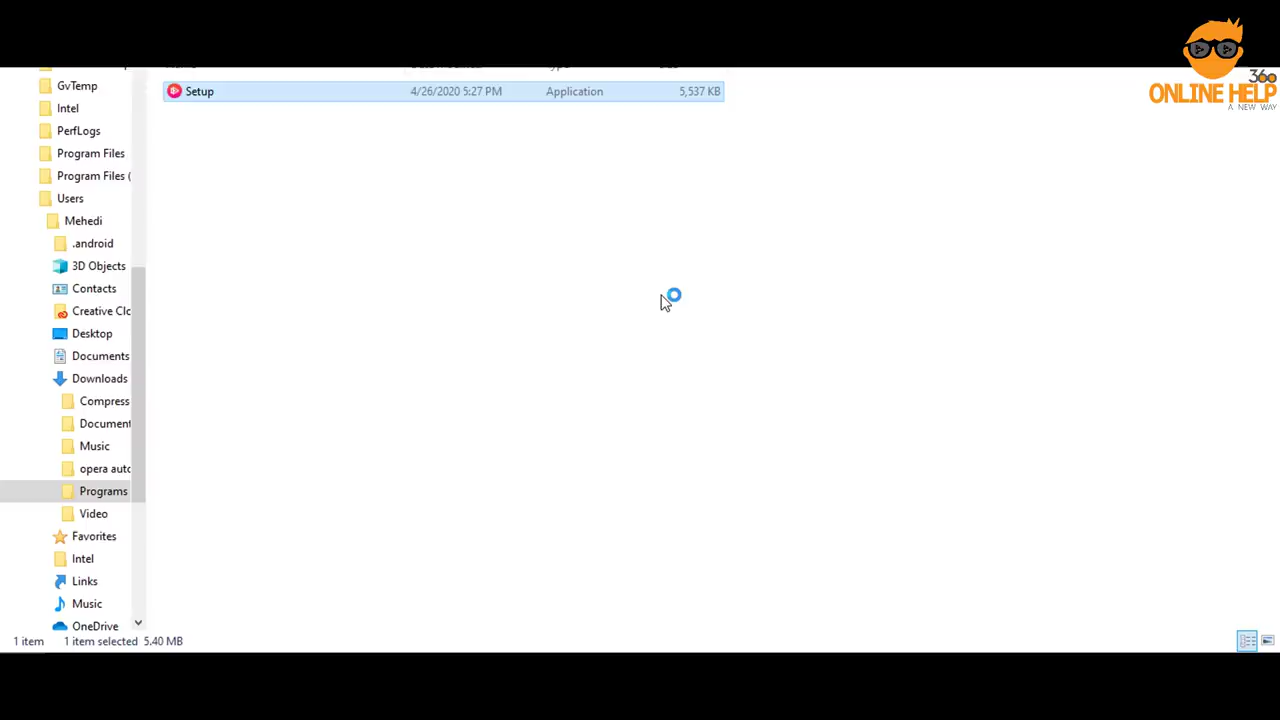 360
ONLINE HELP
A NEW WAY
GvTemp
Setup 4/26/2020 5:27 PM Application 5,537 KB
Intel
PerfLogs
Program Files
Program Files (
Users
Mehedi
.android
3D Objects
Contacts
Creative Clo
Desktop
Documents
Downloads
Compress
Document
Music
opera auto
Programs
Video
Favorites
Intel
Links
Music
OneDrive
1 item 1 item selected 5.40 MB